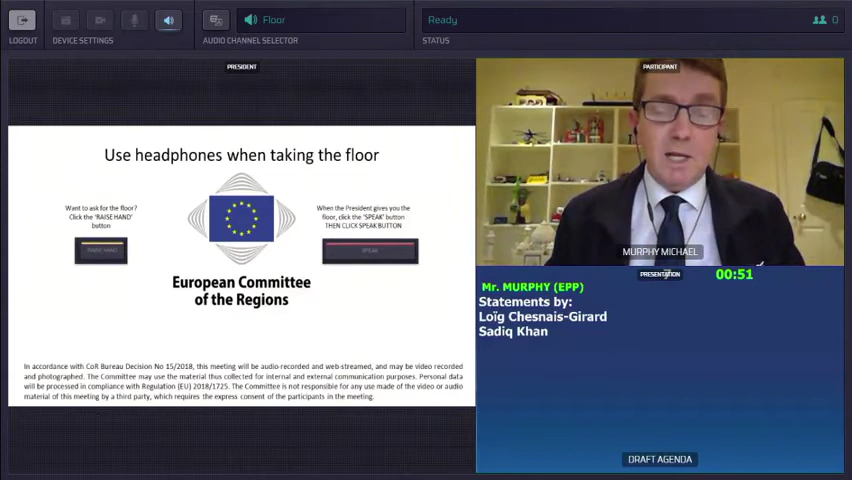 LOGOUT
DEVICE SETTINGS
Floor
AUDIO CHANNEL SELECTOR
Ready
0
STATUS
PRESIDENT
Use headphones when taking the floor
Want to ask for the floor?
Click the 'RAISE HAND'
button
RAISE HAND
When the President gives you the
floor, click the 'SPEAK' button
THEN CLICK SPEAK BUTTON
SPEAK
European Committee
of the Regions
In accordance with CoR Bureau Decision No 15/2018, this meeting will be audio-recorded and web-streamed, and may be video recorded
and photographed. The Committee may use the material thus collected for internal and external communication purposes. Personal data
will be processed in compliance with Regulation (EU) 2018/1725. The Committee is not responsible for any use made of the video or audio
material of this meeting by a third party, which requires the express consent of the participants in the meeting.
PARTICIPANT
MURPHY MICHAEL
PRESENTATION
00:51
Mr. MURPHY (EPP)
Statements by:
Loïg Chesnais-Girard
Sadiq Khan
DRAFT AGENDA